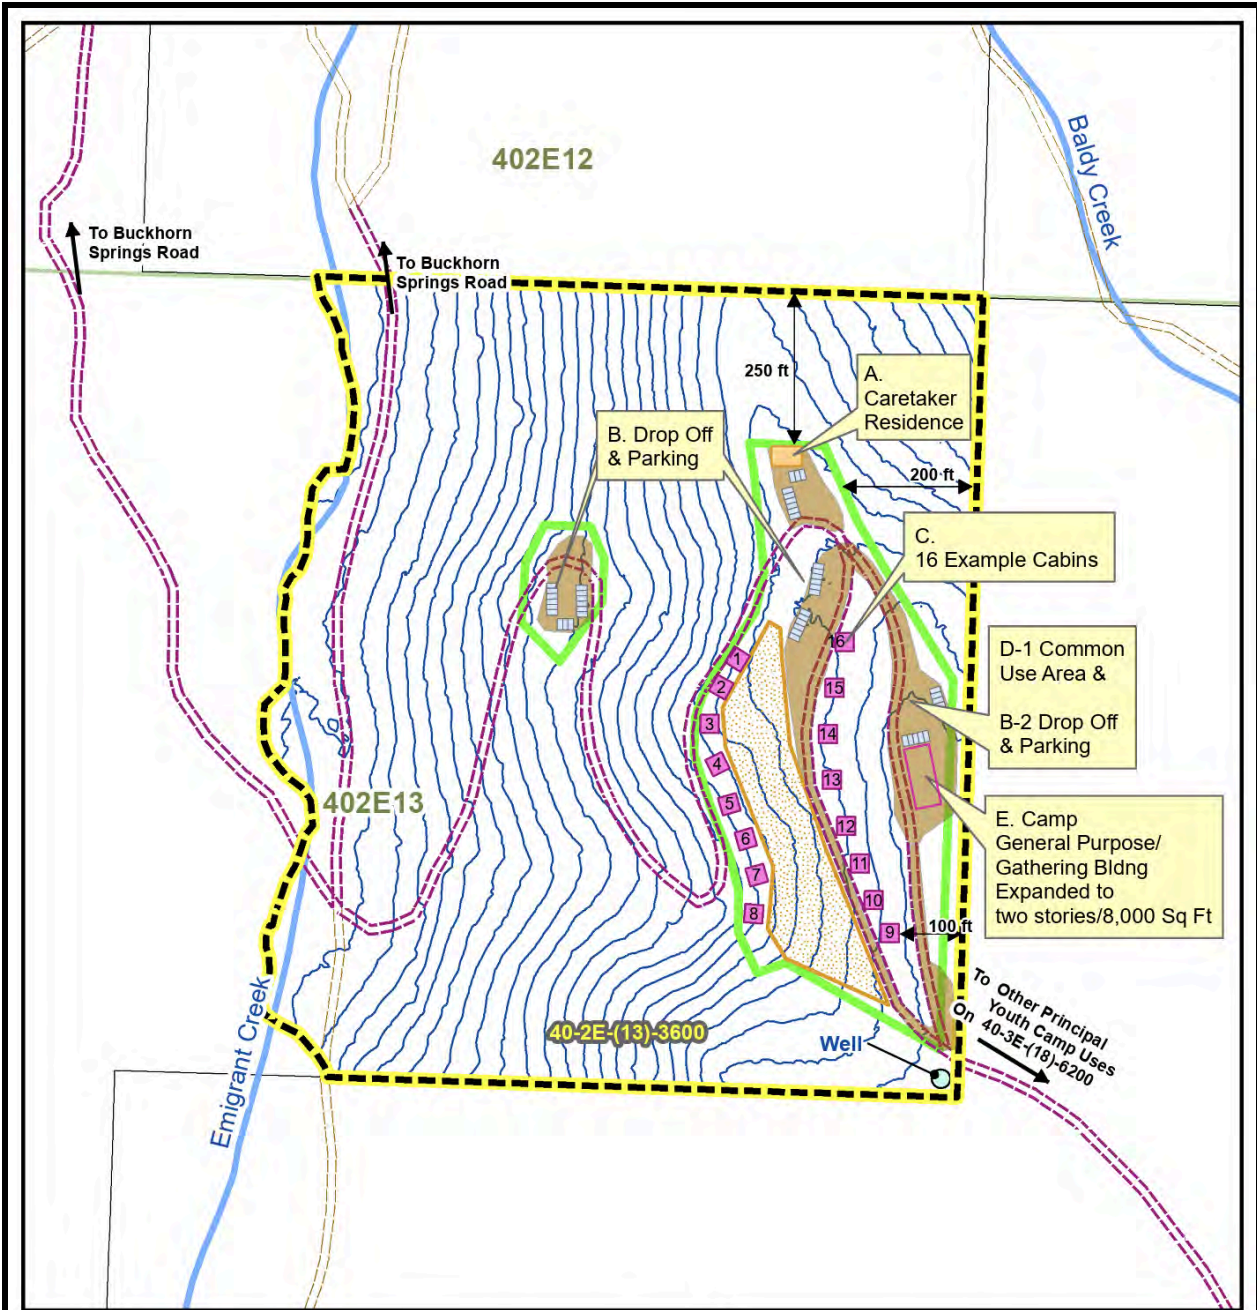 402E12
Baldy Creek
To Buckhorn
Springs Road
To Buckhorn
Springs Road
250 ft
A.
Caretaker
Residence
B. Drop Off
& Parking
200 ft
C.
16 Example Cabins
D-1 Common
Use Area &
B-2 Drop Off
& Parking
1
2
3
4
5
6
7
8
16
15
14
13
12
11
10
9
402E13
E. Camp
General Purpose/
Gathering Bldng
Expanded to
two stories/8,000 Sq Ft
100 ft
To Other Principal
Youth Camp Uses
On 40-3E-(18)-6200
40-2E-(13)-3600
Well
Emigrant Creek